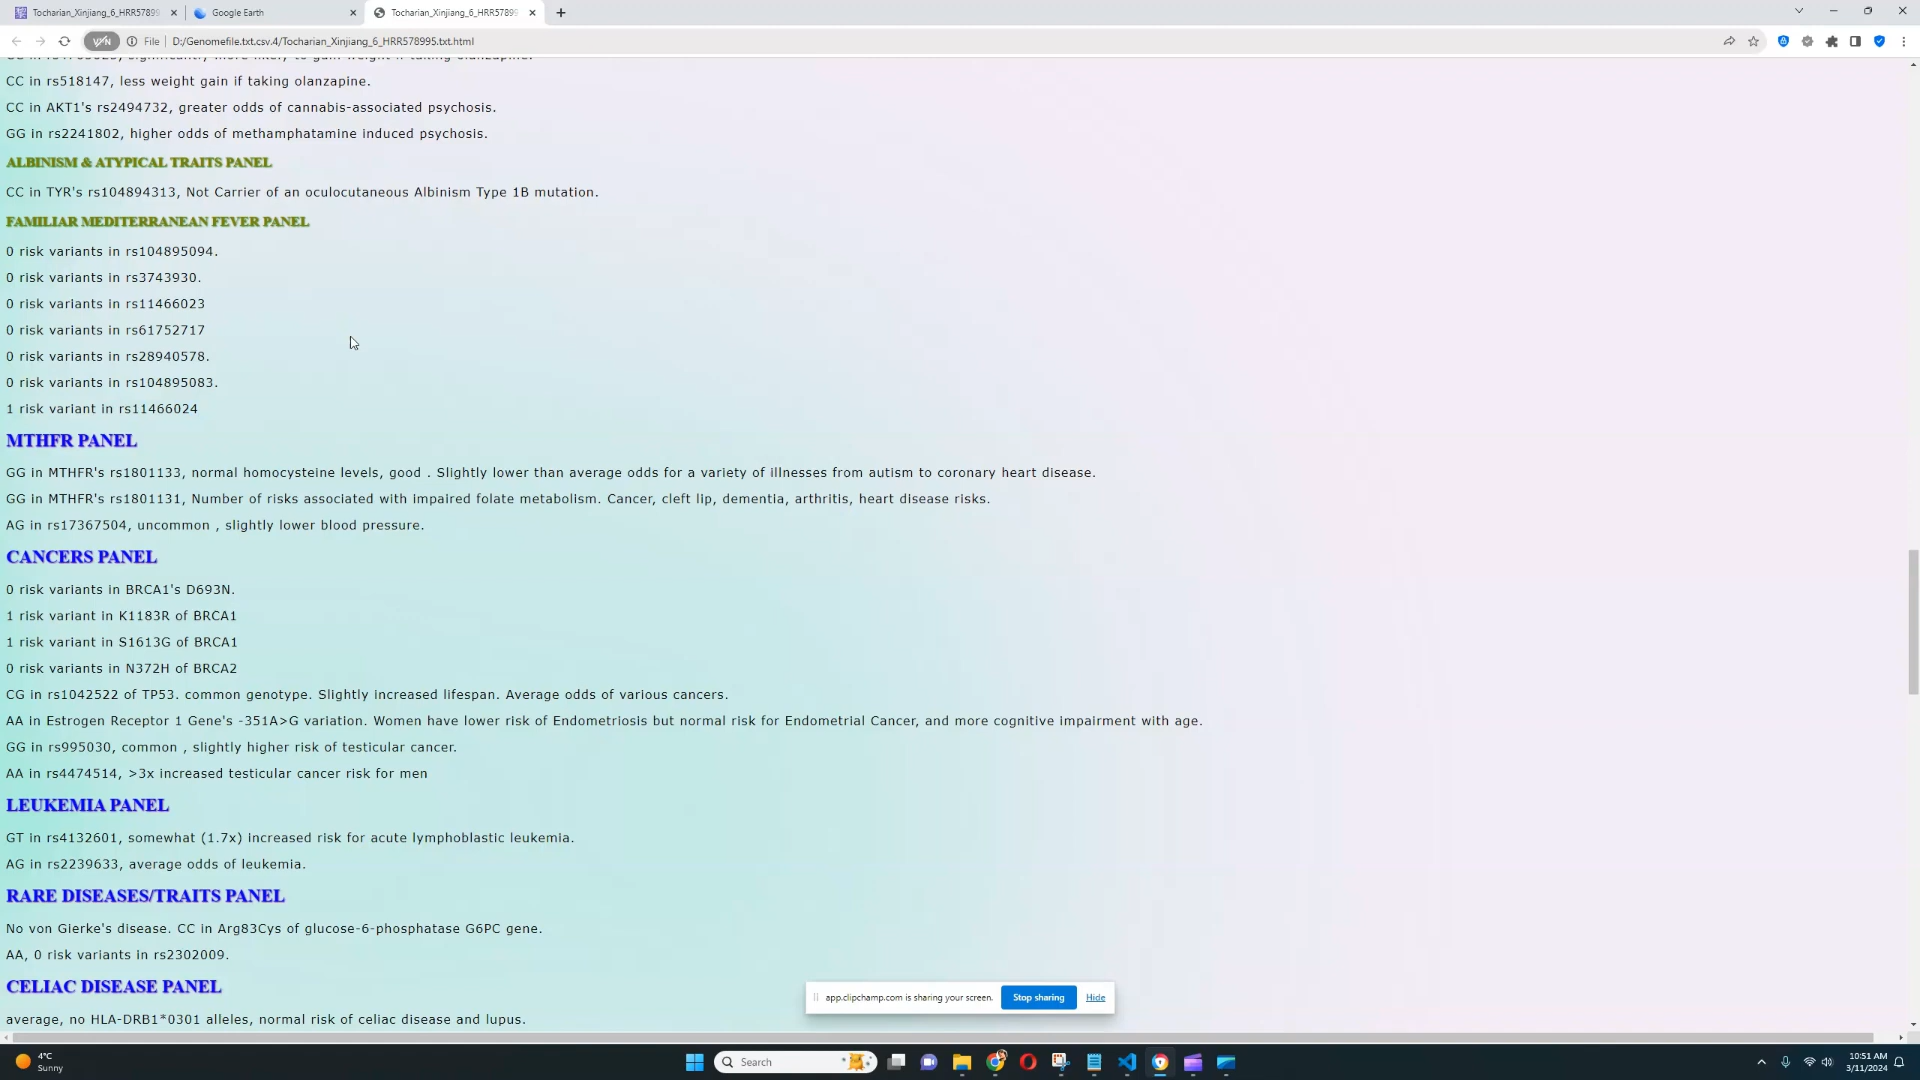 Tocharian_Xinjiang_6_HRR57899
Google Earth
Tocharian_Xinjiang_6_HRR57899
VPN
File
D:/Genomefile.txt.csv.4/Tocharian_Xinjiang_6_HRR578995.txt.html
significantly more likely to gain weight if taking olanzapine.
CC in rs518147, less weight gain if taking olanzapine.
CC in AKT1's rs2494732, greater odds of cannabis-associated psychosis.
GG in rs2241802, higher odds of methamphatamine induced psychosis.
ALBINISM & ATYPICAL TRAITS PANEL
CC in TYR's rs104894313, Not Carrier of an oculocutaneous Albinism Type 1B mutation.
FAMILIAR MEDITERRANEAN FEVER PANEL
0 risk variants in rs104895094.
0 risk variants in rs3743930.
0 risk variants in rs11466023
0 risk variants in rs61752717
0 risk variants in rs28940578.
0 risk variants in rs104895083.
1 risk variant in rs11466024
MTHFR PANEL
GG in MTHFR's rs1801133, normal homocysteine levels, good . Slightly lower than average odds for a variety of illnesses from autism to coronary heart disease.
GG in MTHFR's rs1801131, Number of risks associated with impaired folate metabolism. Cancer, cleft lip, dementia, arthritis, heart disease risks.
AG in rs17367504, uncommon , slightly lower blood pressure.
CANCERS PANEL
0 risk variants in BRCA1's D693N.
1 risk variant in K1183R of BRCA1
1 risk variant in S1613G of BRCA1
0 risk variants in N372H of BRCA2
CG in rs1042522 of TP53. common genotype. Slightly increased lifespan. Average odds of various cancers.
AA in Estrogen Receptor 1 Gene's -351A>G variation. Women have lower risk of Endometriosis but normal risk for Endometrial Cancer, and more cognitive impairment with age.
GG in rs995030, common , slightly higher risk of testicular cancer.
AA in rs4474514, >3x increased testicular cancer risk for men
LEUKEMIA PANEL
GT in rs4132601, somewhat (1.7x) increased risk for acute lymphoblastic leukemia.
AG in rs2239633, average odds of leukemia.
RARE DISEASES/TRAITS PANEL
No von Gierke's disease. CC in Arg83Cys of glucose-6-phosphatase G6PC gene.
AA, 0 risk variants in rs2302009.
CELIAC DISEASE PANEL
app.clipchamp.com is sharing your screen.
Stop sharing
Hide
average, no HLA-DRB1*0301 alleles, normal risk of celiac disease and lupus.
4°C
Sunny
Search
10:51 AM
3/11/2024